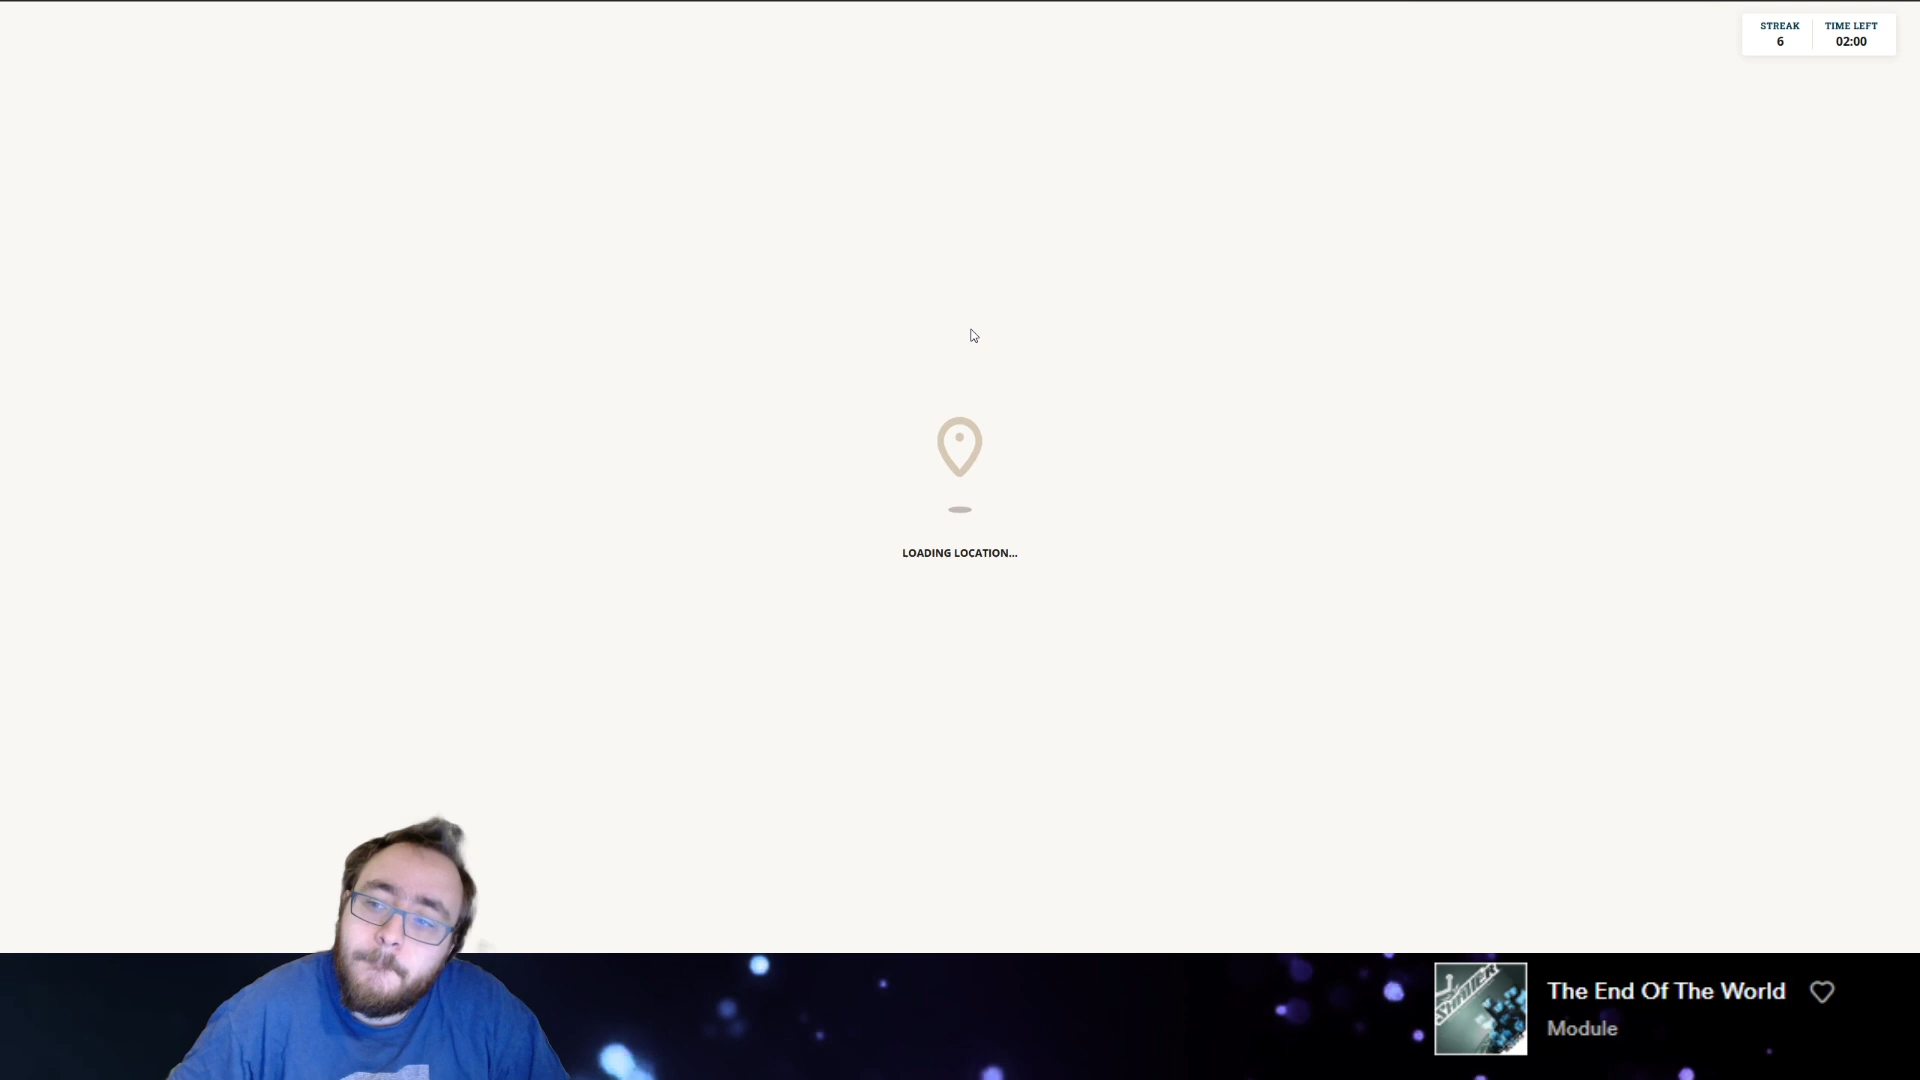 STREAK
6
TIME LEFT
02:00
LOADING LOCATION...
The End Of The World
Module